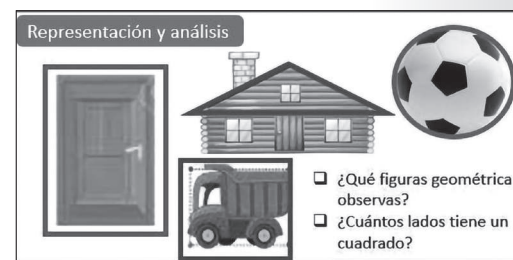 Representación y análisis
¿Qué figuras geométrica
observas?
¿Cuántos lados tiene un
cuadrado?